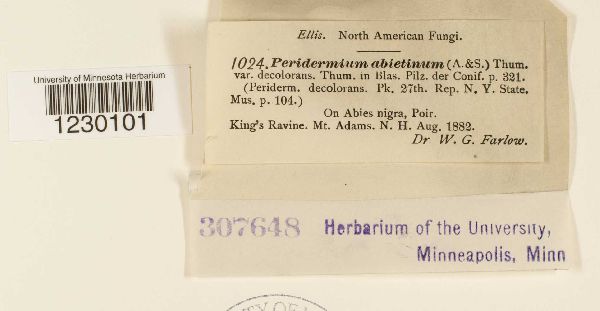 Ellis. North American Fungi.
1024. Peridermium abietinum (A. & S.) Thum.
var. decolorans. Thum. in Blas. Pilz. der Conif. p. 321.
(Periderm. decolorans. Pk. 27th. Rep. N. Y. State.
Mus. p. 104.)
On Abies nigra, Poir.
King's Ravine. Mt. Adams. N. H. Aug. 1882.
Dr W. G. Farlow.
University of Minnesota Herbarium
1230101
307648 Herbarium of the University,
Minneapolis, Minn